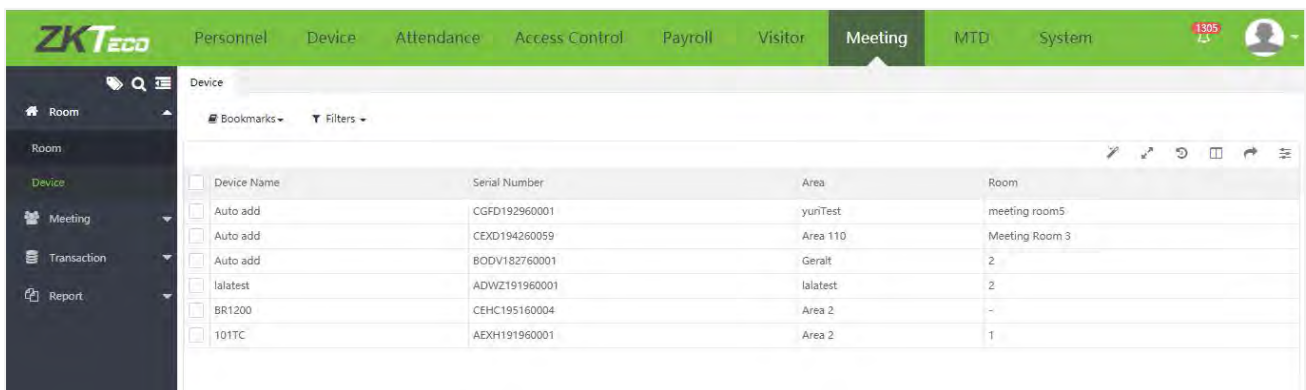 ZKTeco Personnel Device Attendance Access Control Payroll Visitor Meeting MTD System 1305
Device
Room
Bookmarks Filters
Room
Device
Device Name Serial Number Area Room
Auto add CGFD192960001 yuriTest meeting room5
Meeting
Auto add CEXD194260059 Area 110 Meeting Room 3
Transaction
Auto add BODV182760001 Geralt 2
lalatest ADWZ191960001 lalatest 2
Report
BR1200 CEHC195160004 Area 2 -
101TC AEXH191960001 Area 2 1